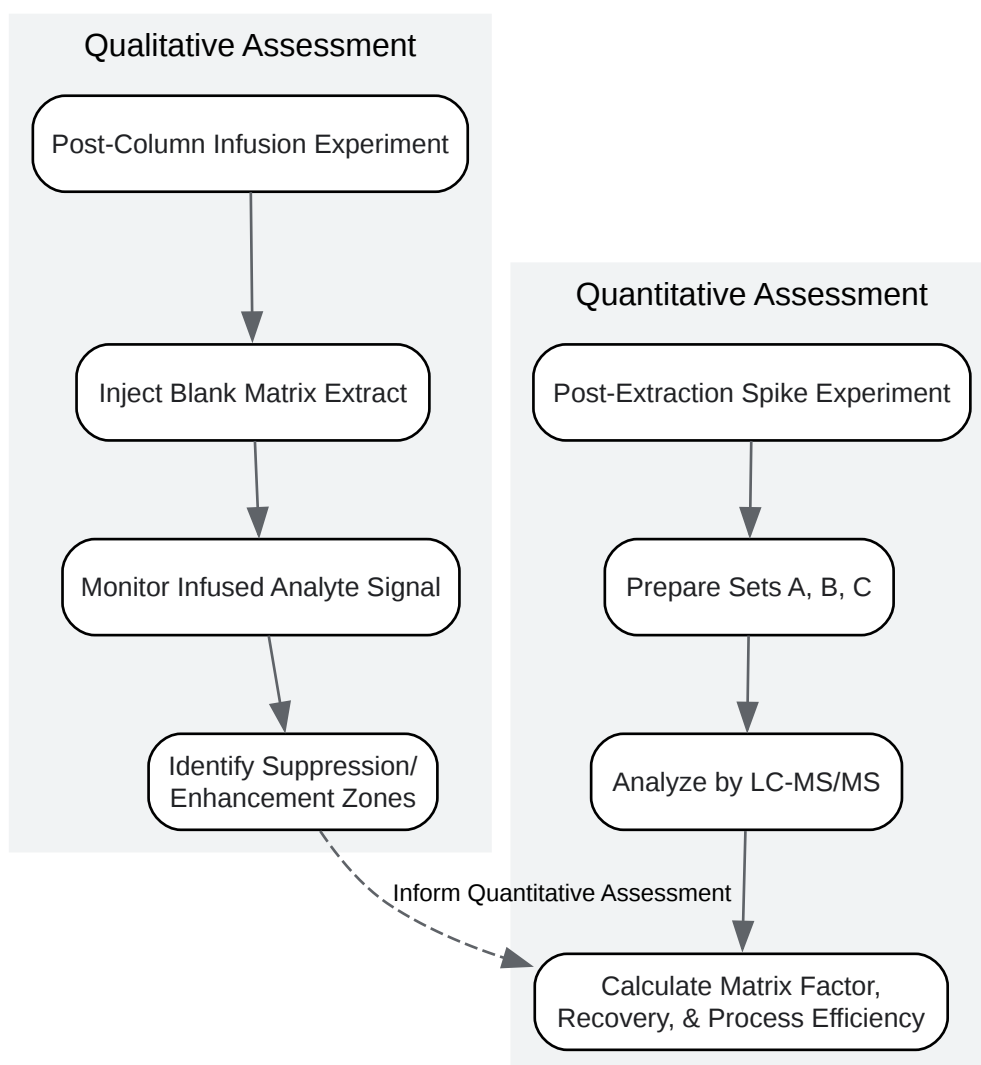 Qualitative Assessment
Post-Column Infusion Experiment
Inject Blank Matrix Extract
Monitor Infused Analyte Signal
Identify Suppression/
Enhancement Zones
Inform Quantitative Assessment
Quantitative Assessment
Post-Extraction Spike Experiment
Prepare Sets A, B, C
Analyze by LC-MS/MS
Calculate Matrix Factor,
Recovery, & Process Efficiency